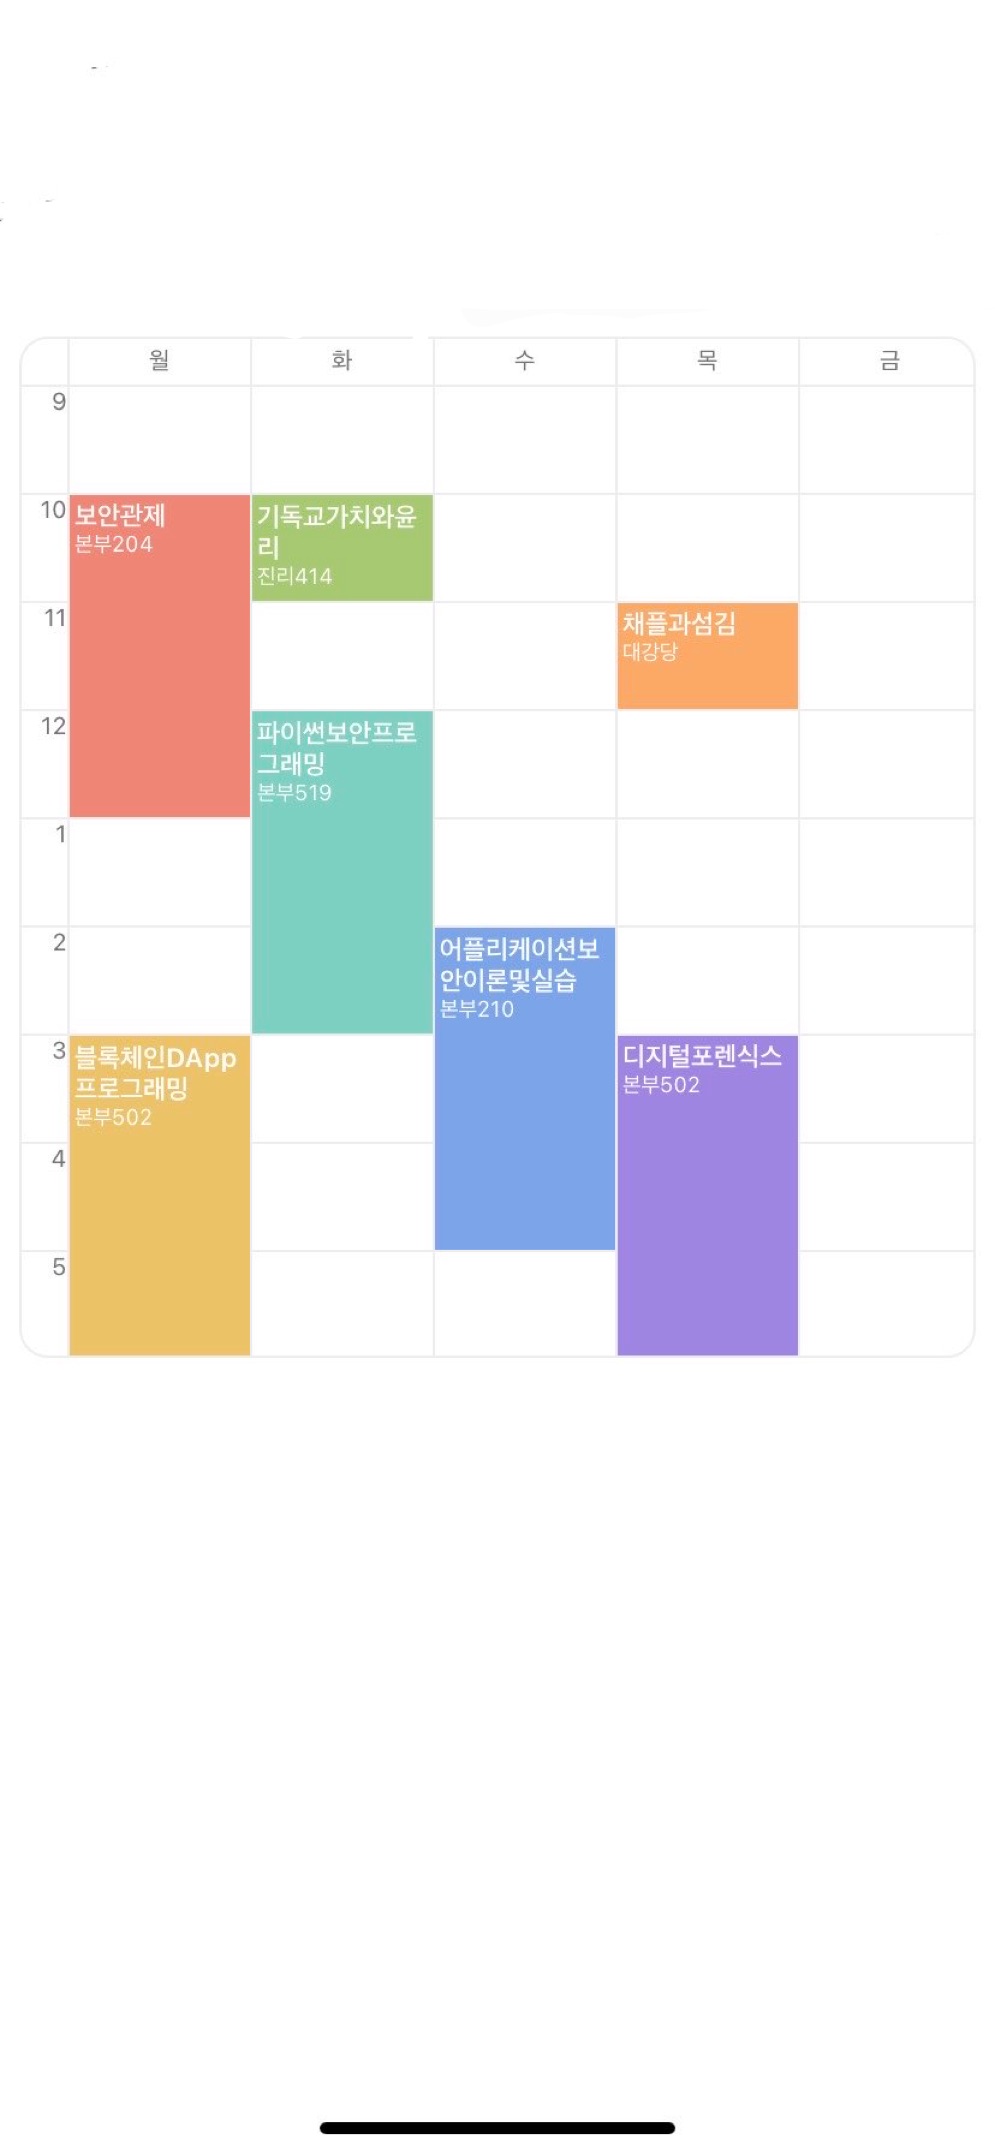 월 화 수 목 금
9
10
보안관제
본부204
기독교가치와윤
리
진리414
11
채플과섬김
대강당
12
파이썬보안프로
그래밍
본부519
1
2
어플리케이션보
안이론및실습
본부210
3
블록체인DApp
프로그래밍
본부502
디지털포렌식스
본부502
4
5